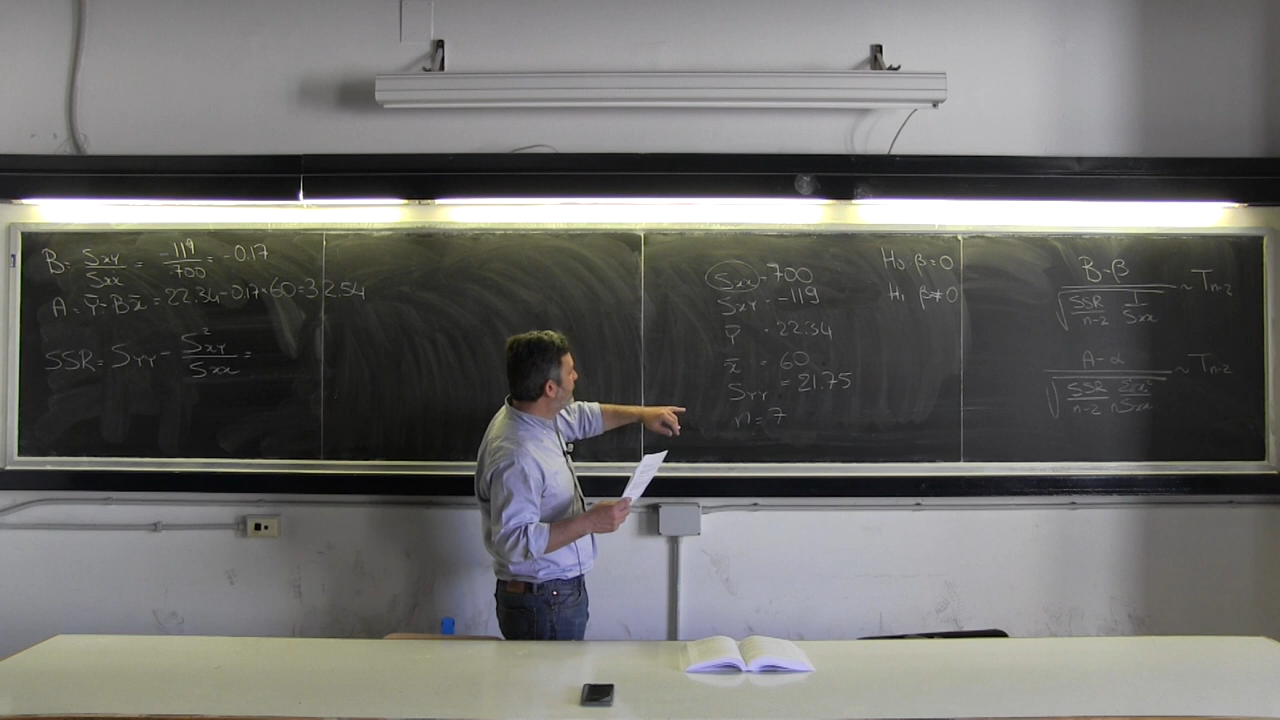 B = Sxy/Sxx = -119/700 = -0.17
A = Ȳ - Bx̄ = 22.34 - 0.17*60 = 32.54
SSR = SYY - S²xY/Sxx =
Sxx = 700
SxY = -119
Ȳ = 22.34
x̄ = 60
SYY = 21.75
n = 7
H0 β = 0
H1 β ≠ 0
B-β / √(SSR/n-2 1/Sxx) ~ Tn-2
A-α / √(SSR/n-2 Σxi²/nSxx) ~ Tn-2